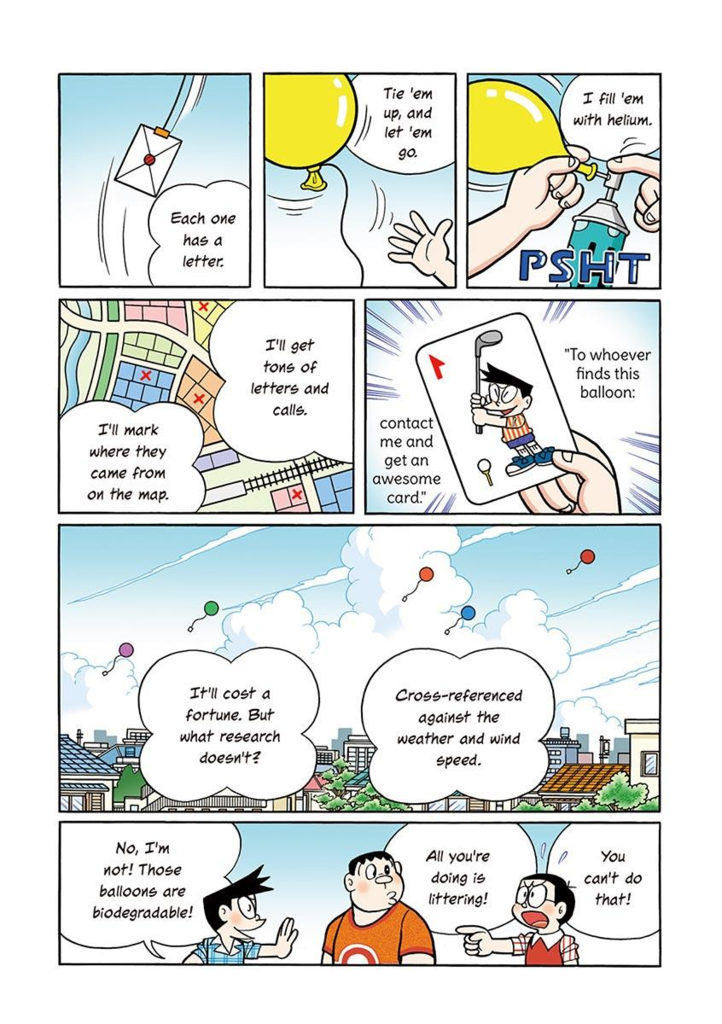 I fill 'em
with helium.
PSHT
Tie 'em
up, and
let 'em
go.
Each one
has a
letter.
"To whoever
finds this
balloon:
contact
me and
get an
awesome
card."
I'll get
tons of
letters and
calls.
I'll mark
where they
came from
on the map.
Cross-referenced
against the
weather and wind
speed.
It'll cost a
fortune. But
what research
doesn't?
You
can't do
that!
All you're
doing is
littering!
No, I'm
not! Those
balloons are
biodegradable!